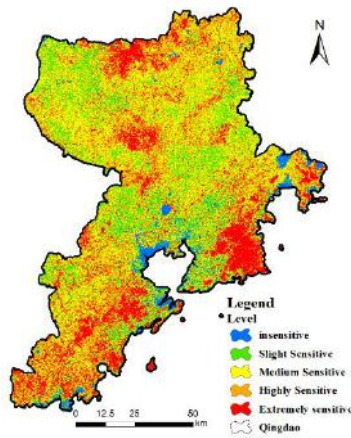 N
Legend
Level
insensitive
Slight Sensitive
Medium Sensitive
Highly Sensitive
Extremely sensitive
Qingdao
0 12.5 25 50
km